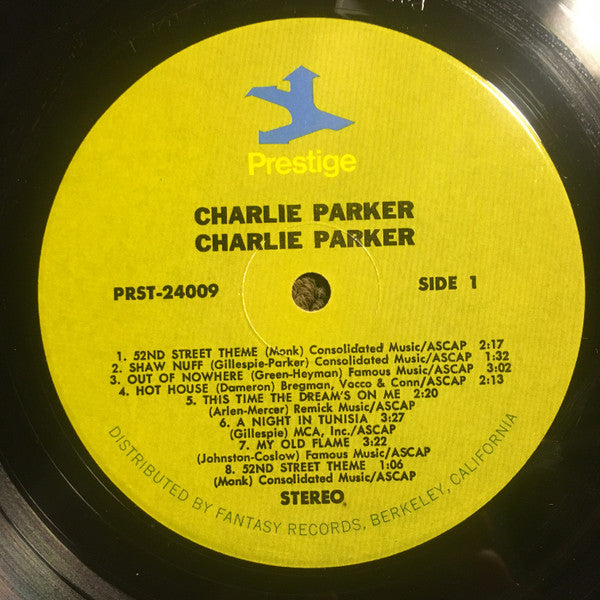 Prestige
CHARLIE PARKER
CHARLIE PARKER
PRST-24009
SIDE 1
1. 52ND STREET THEME (Monk) Consolidated Music/ASCAP 2:17
2. SHAW NUFF (Gillespie-Parker) Consolidated Music/ASCAP 1:32
3. OUT OF NOWHERE (Green-Heyman) Famous Music/ASCAP 3:02
4. HOT HOUSE (Dameron) Bregman, Vocco & Conn/ASCAP 2:13
5. THIS TIME THE DREAM'S ON ME 2:20
(Arlen-Mercer) Remick Music/ASCAP
6. A NIGHT IN TUNISIA 3:27
(Gillespie) MCA, Inc./ASCAP
7. MY OLD FLAME 3:22
(Johnston-Coslow) Famous Music/ASCAP
8. 52ND STREET THEME 1:06
(Monk) Consolidated Music/ASCAP
STEREO
DISTRIBUTED BY FANTASY RECORDS, BERKELEY, CALIFORNIA